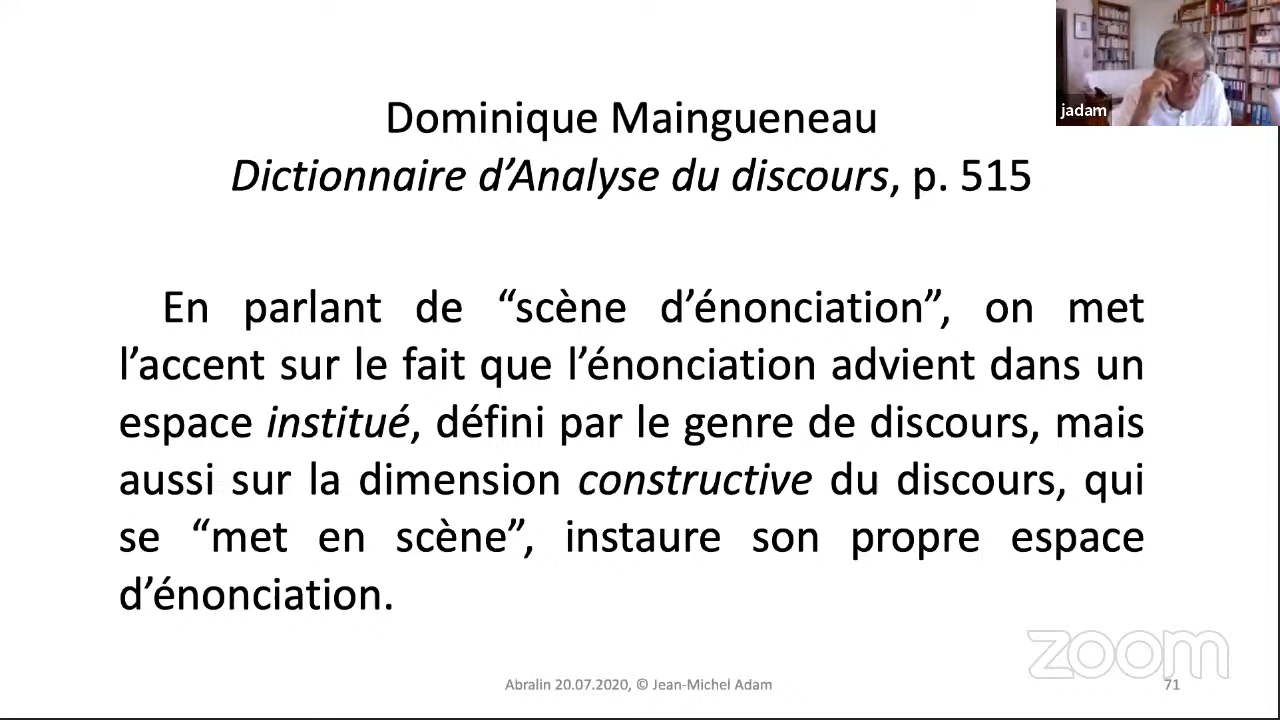 jadam
Dominique Maingueneau
Dictionnaire d’Analyse du discours, p. 515
En parlant de “scène d’énonciation”, on met
l’accent sur le fait que l’énonciation advient dans un
espace institué, défini par le genre de discours, mais
aussi sur la dimension constructive du discours, qui
se “met en scène”, instaure son propre espace
d’énonciation.
zoom
Abralin 20.07.2020, © Jean-Michel Adam
71